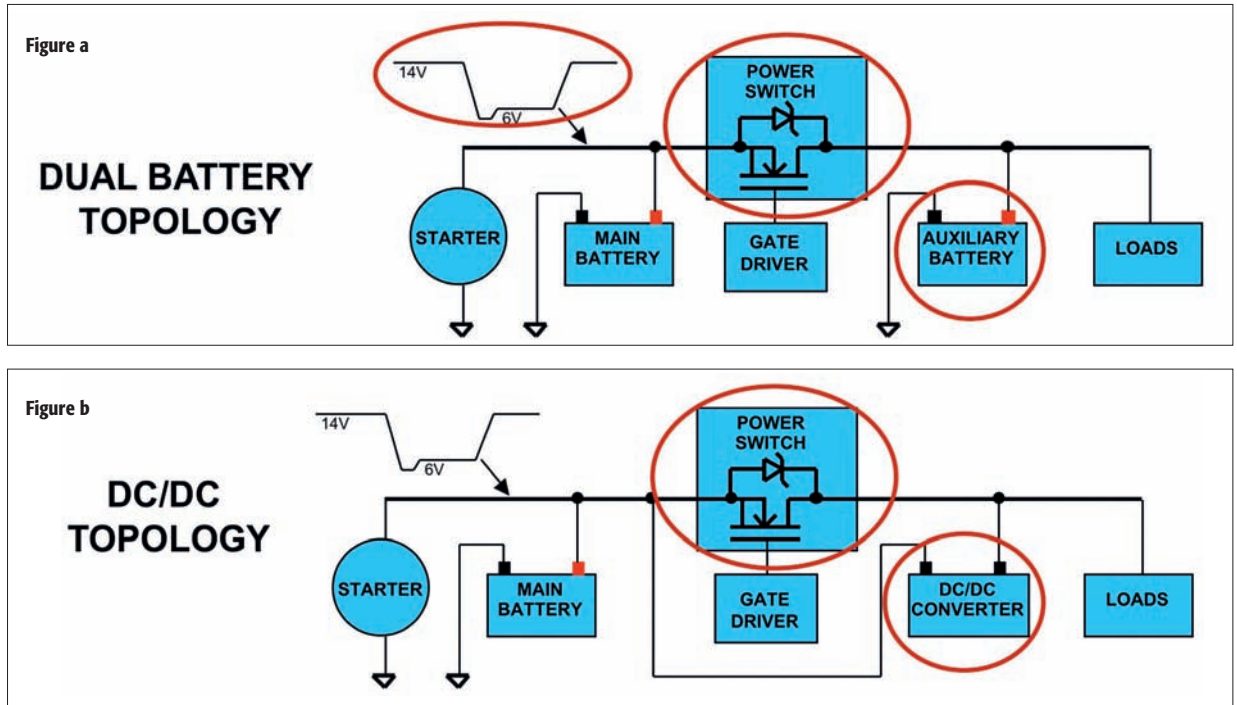 Figure a
14V
6V
POWER
SWITCH
DUAL BATTERY
TOPOLOGY
STARTER
MAIN
BATTERY
GATE
DRIVER
AUXILIARY
BATTERY
LOADS
Figure b
14V
6V
POWER
SWITCH
DC/DC
TOPOLOGY
STARTER
MAIN
BATTERY
GATE
DRIVER
DC/DC
CONVERTER
LOADS